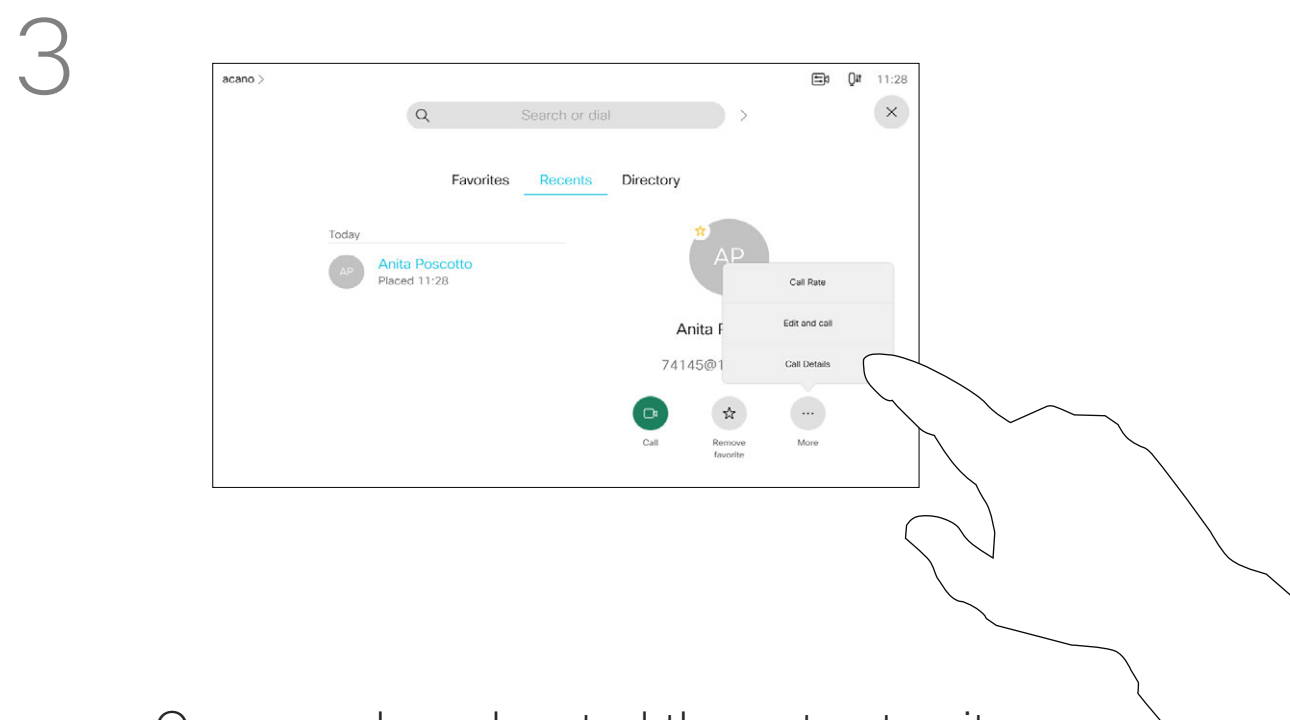 3
acano >
11:28
Search or dial
Favorites Recents Directory
Today
AP
Anita Poscotto
Placed 11:28
AP
Call Rate
Edit and call
Call Details
Anita
74145@1
Call
Remove
favorite
More